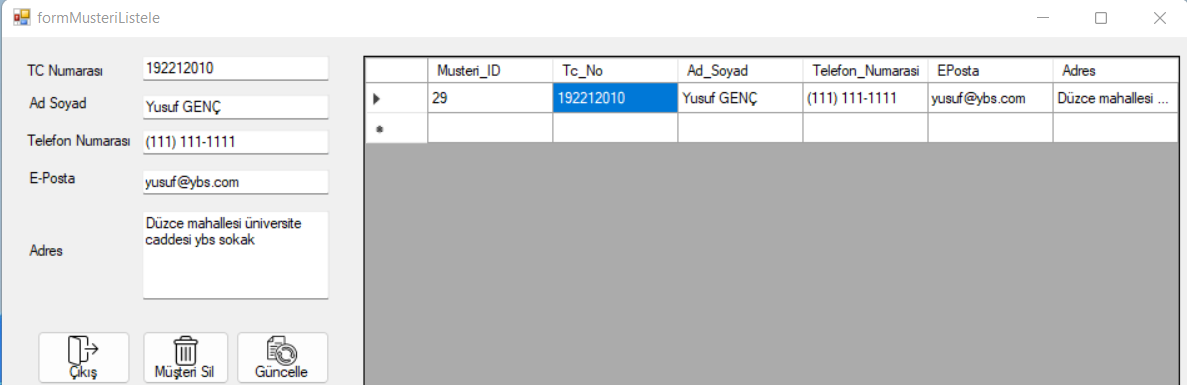 formMusteriListele
TC Numarası 192212010
Ad Soyad Yusuf GENÇ
Telefon Numarası (111) 111-1111
E-Posta yusuf@ybs.com
Adres Düzce mahallesi üniversite
caddesi ybs sokak
Çıkış Müşteri Sil Güncelle
Musteri_ID Tc_No Ad_Soyad Telefon_Numarasi EPosta Adres
29 192212010 Yusuf GENÇ (111) 111-1111 yusuf@ybs.com Düzce mahallesi ...